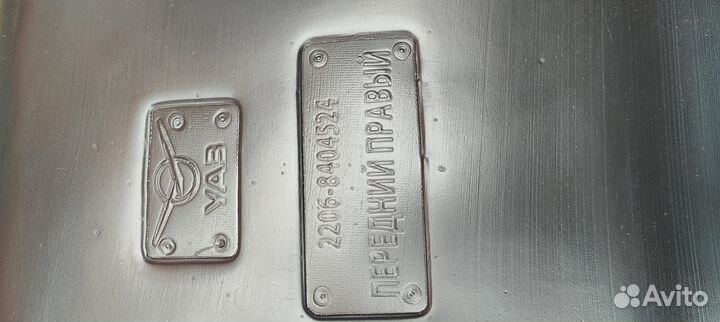 УАЗ
2206-8404524
ПЕРЕДНИЙ ПРАВЫЙ
Avito